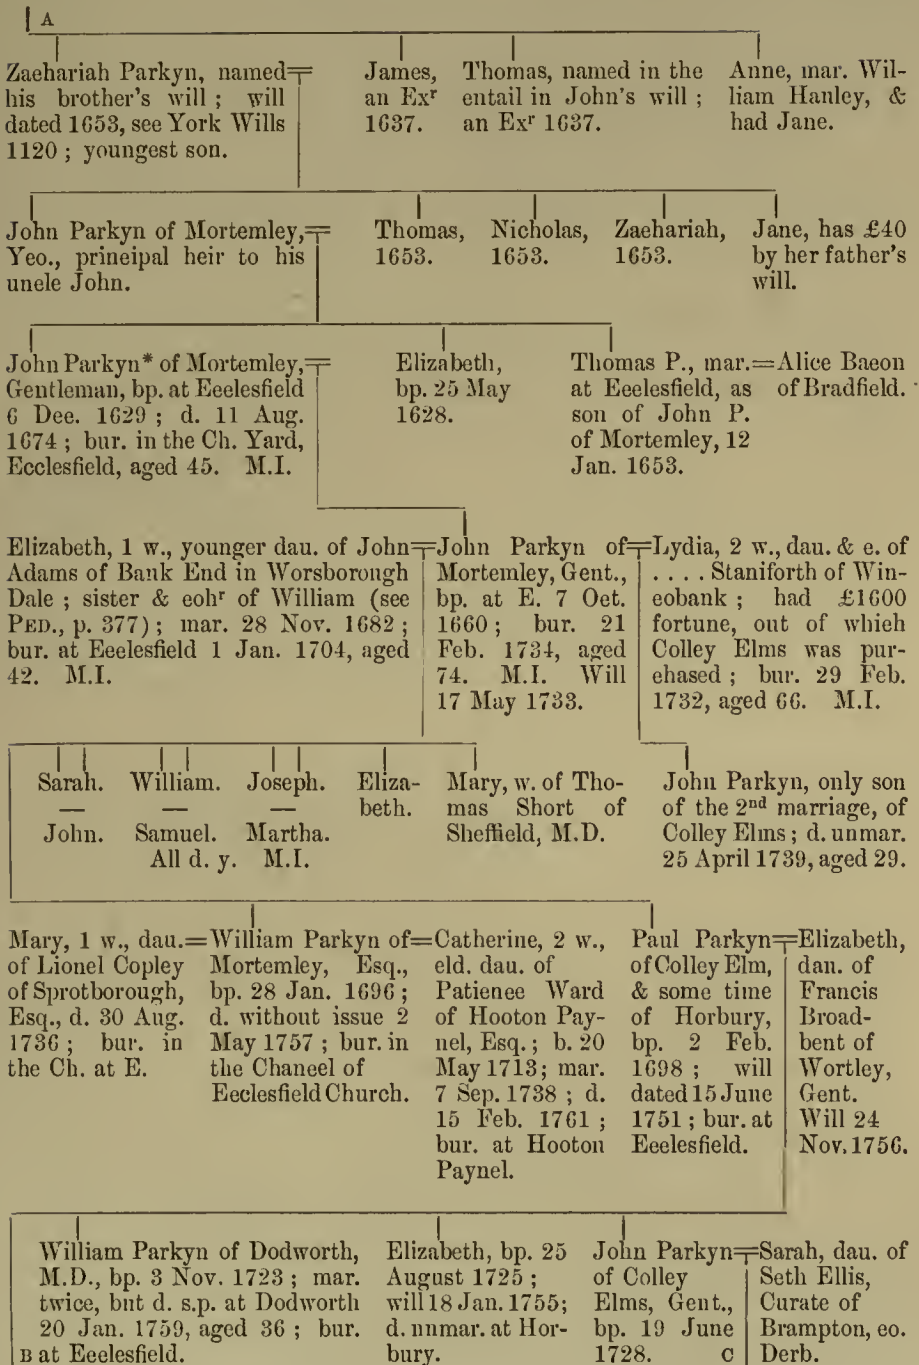 A
Zachariah Parkyn, named
his brother's will ; will
dated 1653, see York Wills
1120 ; youngest son.
James,
an Exʳ
1637.
Thomas, named in the
entail in John's will ;
an Exʳ 1637.
Anne, mar. Wil-
liam Hanley, &
had Jane.
John Parkyn of Mortemley,
Yeo., principal heir to his
uncle John.
Thomas,
1653.
Nicholas,
1653.
Zachariah,
1653.
Jane, has £40
by her father's
will.
John Parkyn* of Mortemley,
Gentleman, bp. at Ecclesfield
6 Dec. 1629 ; d. 11 Aug.
1674 ; bur. in the Ch. Yard,
Ecclesfield, aged 45. M.I.
Elizabeth,
bp. 25 May
1628.
Thomas P., mar.=
at Ecclesfield, as
son of John P.
of Mortemley, 12
Jan. 1653.
Alice Bacon
of Bradfield.
Elizabeth, 1 w., younger dau. of John
Adams of Bank End in Worsborough
Dale ; sister & cohʳ of William (see
PED., p. 377) ; mar. 28 Nov. 1682 ;
bur. at Ecclesfield 1 Jan. 1704, aged
42. M.I.
John Parkyn of
Mortemley, Gent.,
bp. at E. 7 Oct.
1660 ; bur. 21
Feb. 1734, aged
74. M.I. Will
17 May 1733.
Lydia, 2 w., dau. & e. of
. . . . Staniforth of Win-
cobank ; had £1600
fortune, out of which
Colley Elms was pur-
chased ; bur. 29 Feb.
1732, aged 66. M.I.
Sarah.
—
John.
William.
—
Samuel.
Joseph.
—
Martha.
All d. y. M.I.
Eliza-
beth.
Mary, w. of Tho-
mas Short of
Sheffield, M.D.
John Parkyn, only son
of the 2ⁿᵈ marriage, of
Colley Elms ; d. unmar.
25 April 1739, aged 29.
Mary, 1 w., dau.=
of Lionel Copley
of Sprotborough,
Esq., d. 30 Aug.
1736 ; bur. in
the Ch. at E.
William Parkyn of=
Mortemley, Esq.,
bp. 28 Jan. 1696 ;
d. without issue 2
May 1757 ; bur. in
the Chancel of
Ecclesfield Church.
Catherine, 2 w.,
eld. dau. of
Patience Ward
of Hooton Pay-
nel, Esq. ; b. 20
May 1713 ; mar.
7 Sep. 1738 ; d.
15 Feb. 1761 ;
bur. at Hooton
Paynel.
Paul Parkyn
of Colley Elm,
& some time
of Horbury,
bp. 2 Feb.
1698 ; will
dated 15 June
1751 ; bur. at
Ecclesfield.
Elizabeth,
dau. of
Francis
Broad-
bent of
Wortley,
Gent.
Will 24
Nov. 1756.
William Parkyn of Dodworth,
M.D., bp. 3 Nov. 1723 ; mar.
twice, but d. s.p. at Dodworth
20 Jan. 1759, aged 36 ; bur.
B at Ecclesfield.
Elizabeth, bp. 25
August 1725 ;
will 18 Jan. 1755;
d. unmar. at Hor-
bury.
John Parkyn
of Colley
Elms, Gent.,
bp. 19 June
1728. C
Sarah, dau. of
Seth Ellis,
Curate of
Brampton, co.
Derb.